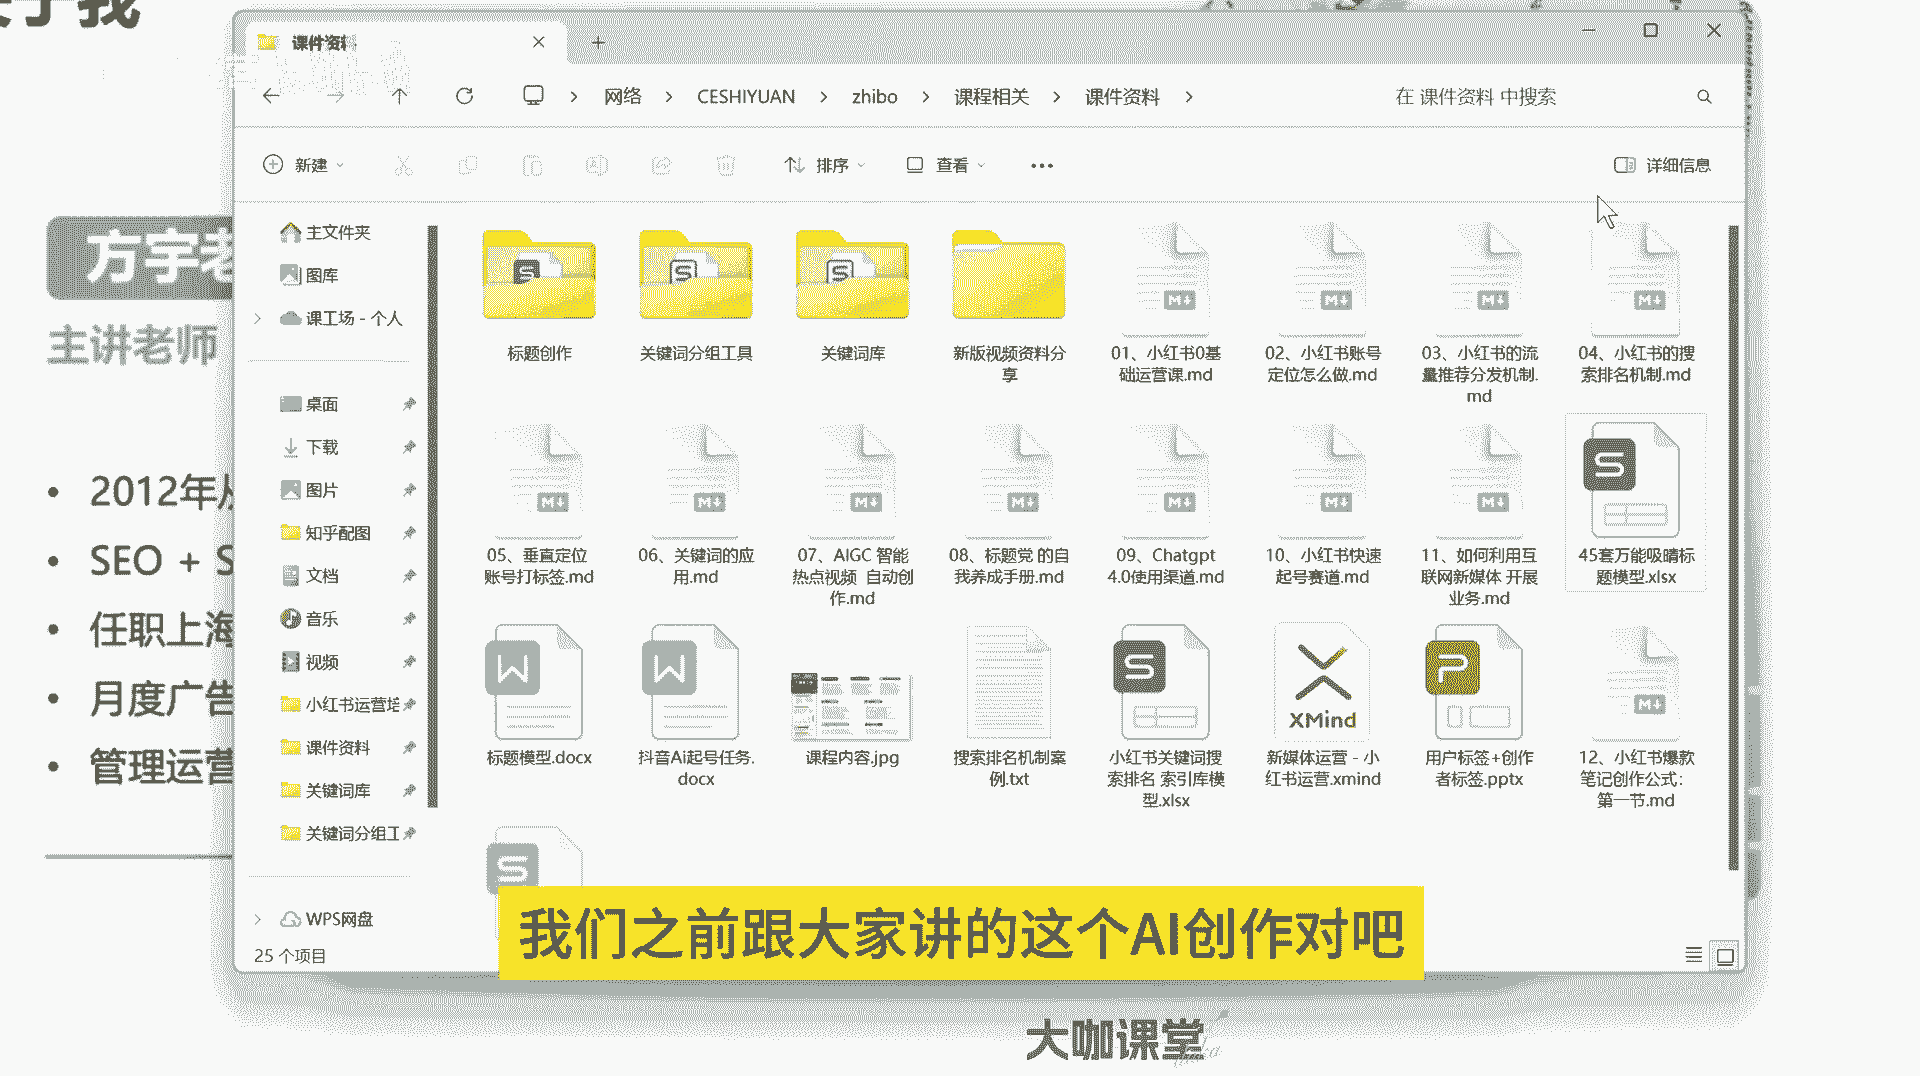 课件资料
网络 > CESHIYUAN > zhibo > 课程相关 > 课件资料 >
在 课件资料 中搜索
新建
排序
查看
详细信息
主文件夹
图库
课工场 - 个人
桌面
下载
图片
知乎配图
文档
音乐
视频
小红书运营培
课件资料
关键词库
关键词分组工
WPS网盘
25 个项目
标题创作
关键词分组工具
关键词库
新版视频资料分
享
01、小红书0基
础运营课.md
02、小红书账号
定位怎么做.md
03、小红书的流
量推荐分发机制.
md
04、小红书的搜
索排名机制.md
05、垂直定位
账号打标签.md
06、关键词的应
用.md
07、AIGC 智能
热点视频 自动创
作.md
08、标题党 的自
我养成手册.md
09、Chatgpt
4.0使用渠道.md
10、小红书快速
起号赛道.md
11、如何利用互
联网新媒体 开展
业务.md
45套万能吸睛标
题模型.xlsx
标题模型.docx
抖音Ai起号任务.
docx
课程内容.jpg
搜索排名机制案
例.txt
小红书关键词搜
索排名 索引库模
型.xlsx
XMind
新媒体运营 - 小
红书运营.xmind
用户标签+创作
者标签.pptx
12、小红书爆款
笔记创作公式：
第一节.md
方宇老
主讲老师
2012年从
SEO + S
任职上海
月度广告
管理运营
我们之前跟大家讲的这个AI创作对吧
大咖课堂